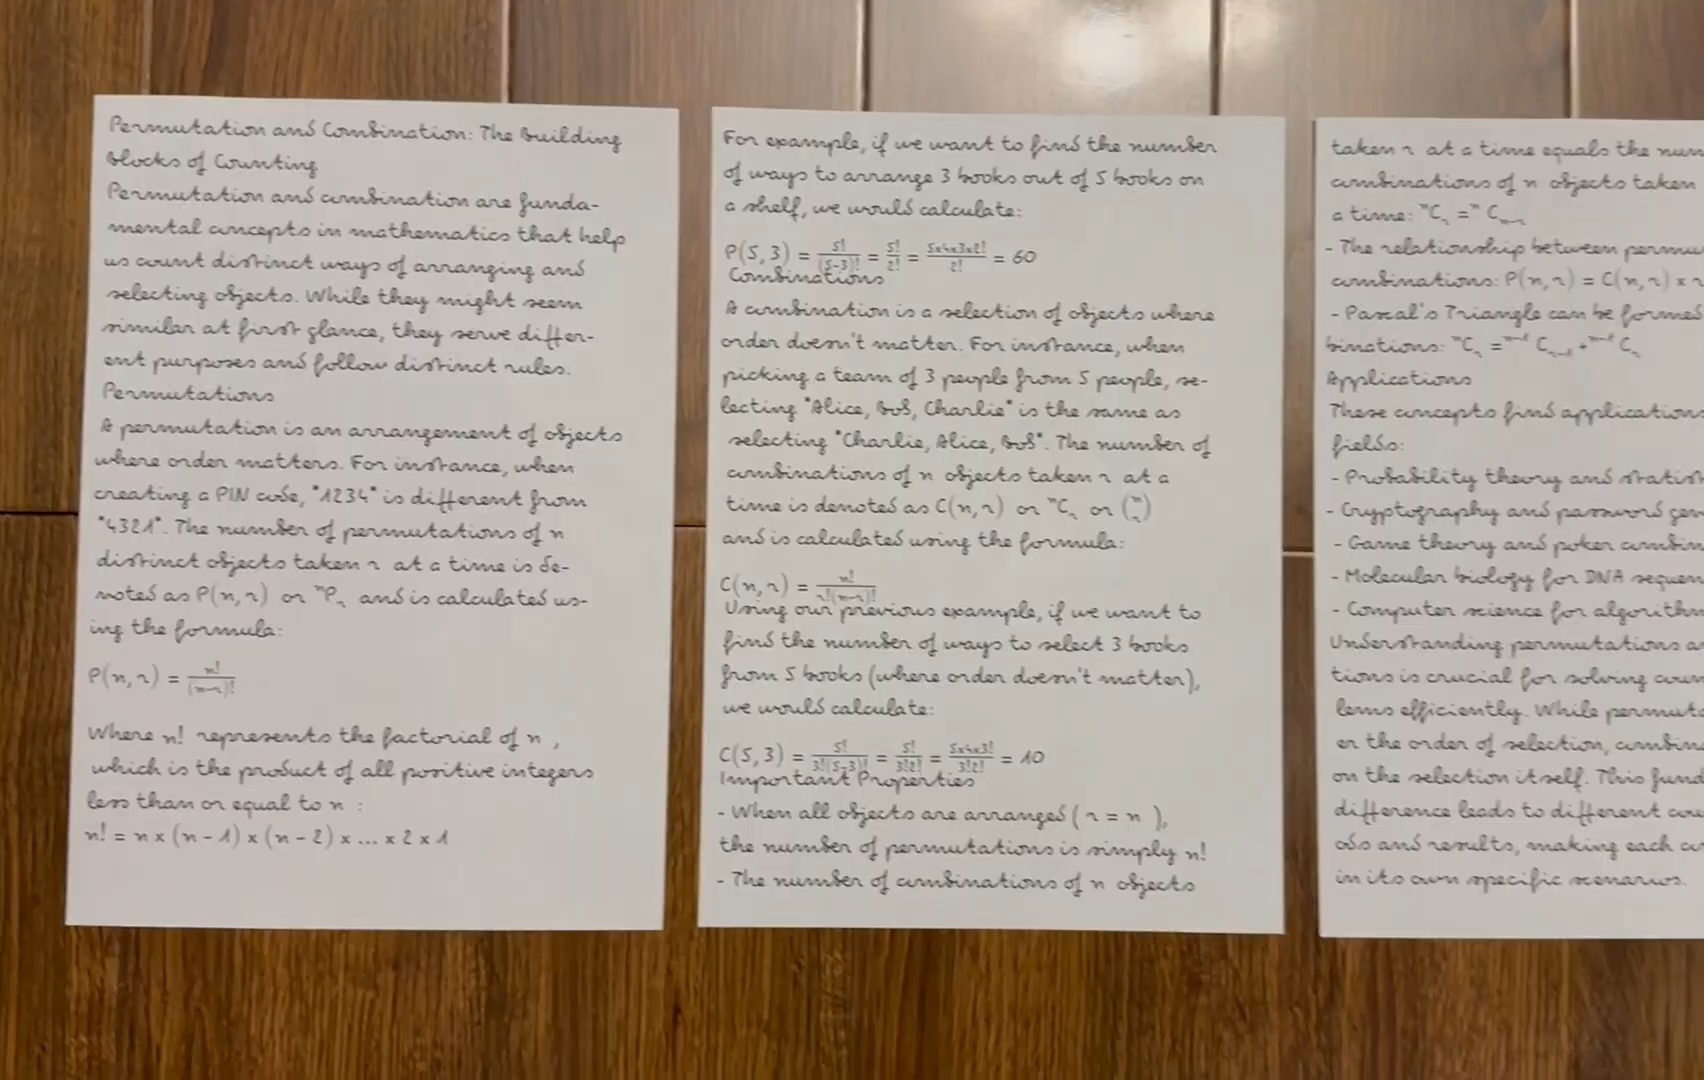 Permutation and Combination: The Building
Blocks of Counting
Permutation and combination are funda-
mental concepts in mathematics that help
us count distinct ways of arranging and
selecting objects. While they might seem
similar at first glance, they serve differ-
ent purposes and follow distinct rules.
Permutations
A permutation is an arrangement of objects
where order matters. For instance, when
creating a PIN code, "1234" is different from
"4321". The number of permutations of n
distinct objects taken r at a time is de-
noted as P(n,r) or ⁿPᵣ and is calculated us-
ing the formula:
P(n,r) = n!/(n-r)!
Where n! represents the factorial of n ,
which is the product of all positive integers
less than or equal to n :
n! = n x (n - 1) x (n - 2) x ... x 2 x 1
For example, if we want to find the number
of ways to arrange 3 books out of 5 books on
a shelf, we would calculate:
P(5,3) = 5!/(5-3)! = 5!/2! = 5x4x3x2!/2! = 60
Combinations
A combination is a selection of objects where
order doesn't matter. For instance, when
picking a team of 3 people from 5 people, se-
lecting "Alice, Bob, Charlie" is the same as
selecting "Charlie, Alice, Bob". The number of
combinations of n objects taken r at a
time is denoted as C(n,r) or ⁿCᵣ or (n r)
and is calculated using the formula:
C(n,r) = n!/r!(n-r)!
Using our previous example, if we want to
find the number of ways to select 3 books
from 5 books (where order doesn't matter),
we would calculate:
C(5,3) = 5!/3!(5-3)! = 5!/3!2! = 5x4x3!/3!2! = 10
Important Properties
- When all objects are arranged ( r = n ),
the number of permutations is simply n!
- The number of combinations of n objects
taken r at a time equals the
combinations of n objects taken
a time: ⁿCᵣ = ⁿCₙ₋ᵣ
- The relationship between
combinations: P(n,r) = C(n,r) x
- Pascal's Triangle can be formed
binations: ⁿCᵣ = ⁿ⁻¹Cᵣ₋₁ + ⁿ⁻¹Cᵣ
Applications
These concepts find
fields:
- Probability theory and
- Cryptography and password
- Game theory and poker
- Molecular biology for DNA
- Computer science for
Understanding permutations
tions is crucial for solving
lems efficiently. While
er the order of selection,
on the selection itself. This
difference leads to different
ods and results, making each
in its own specific scenarios.